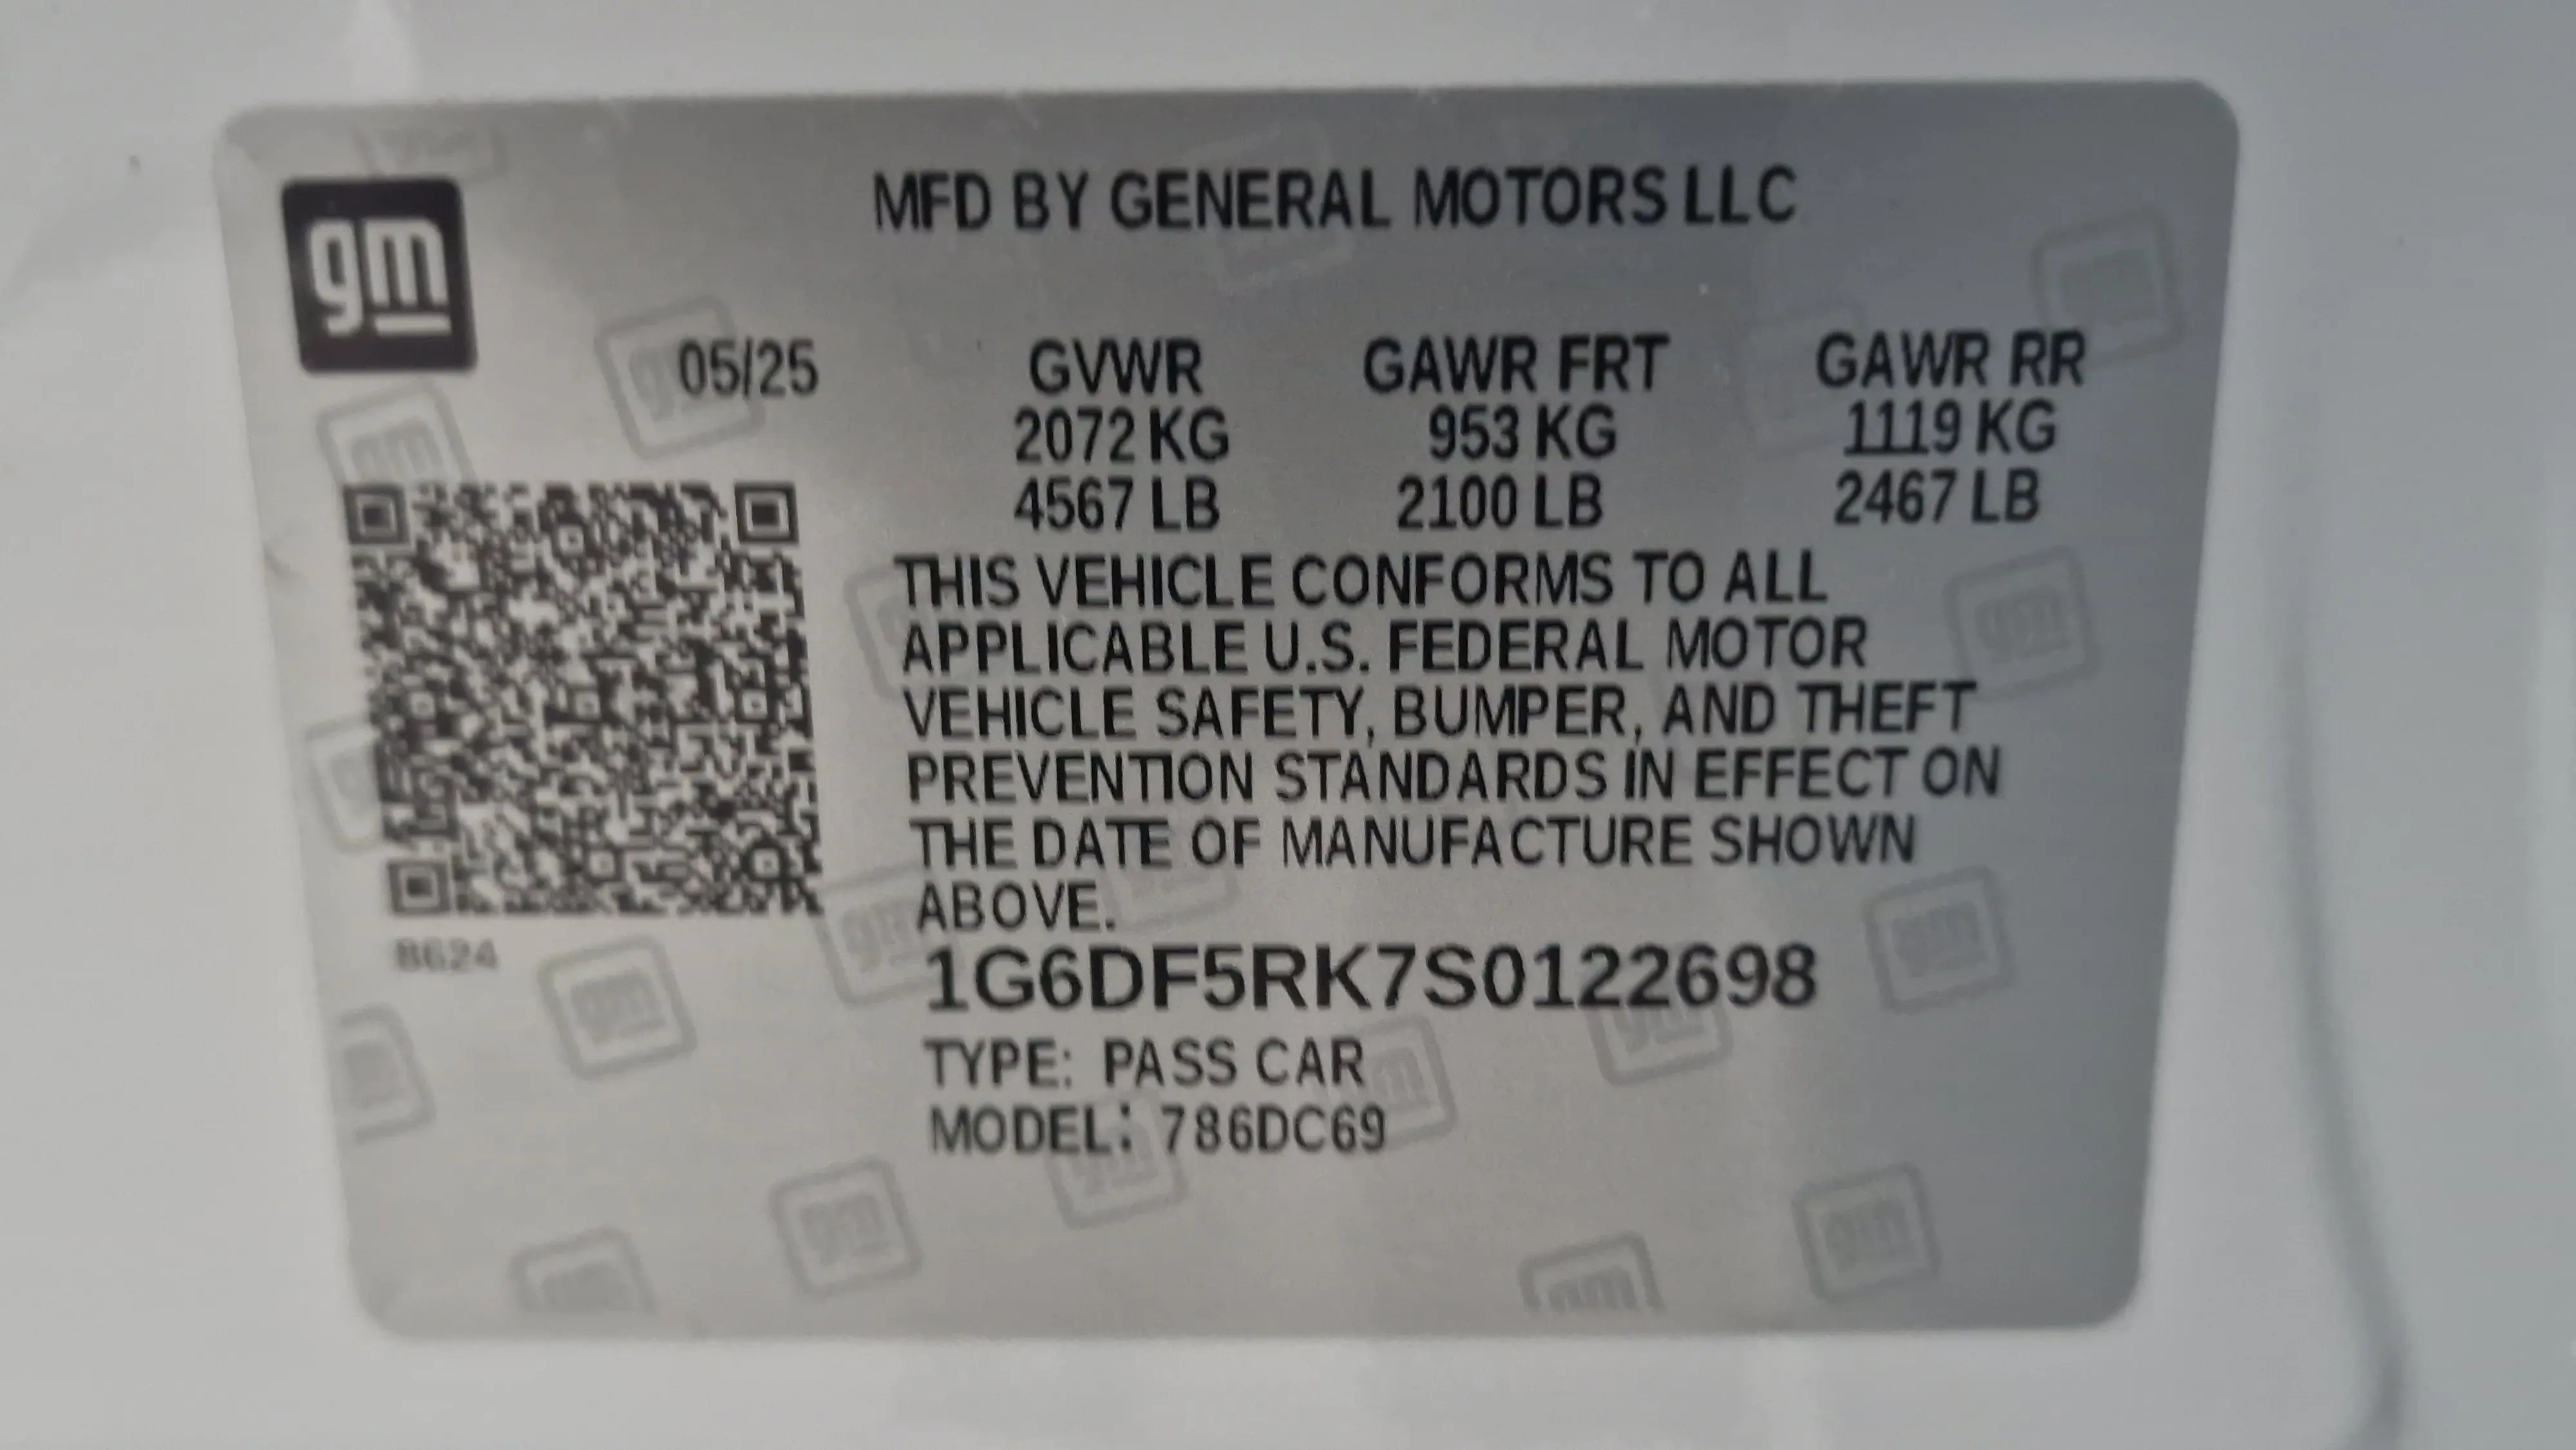 MFD BY GENERAL MOTORS LLC
gm
05/25 GVWR GAWR FRT GAWR RR
2072 KG 953 KG 1119 KG
4567 LB 2100 LB 2467 LB
THIS VEHICLE CONFORMS TO ALL
APPLICABLE U.S. FEDERAL MOTOR
VEHICLE SAFETY, BUMPER, AND THEFT
PREVENTION STANDARDS IN EFFECT ON
THE DATE OF MANUFACTURE SHOWN
ABOVE.
8624
1G6DF5RK7S0122698
TYPE: PASS CAR
MODEL: 786DC69